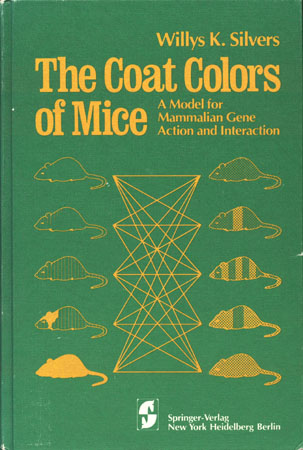 Willys K. Silvers
The Coat Colors
of Mice
A Model for
Mammalian Gene
Action and Interaction
Springer-Verlag
New York Heidelberg Berlin